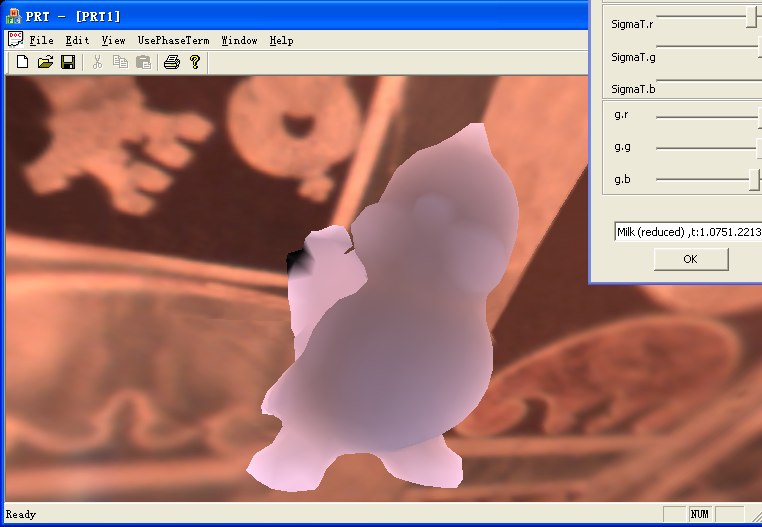 PRT - [PRT1]
File Edit View UsePhaseTerm Window Help
SigmaT.r
SigmaT.g
SigmaT.b
g.r
g.g
g.b
Milk (reduced) ,t:1.0751.2213
OK
Ready
NUM